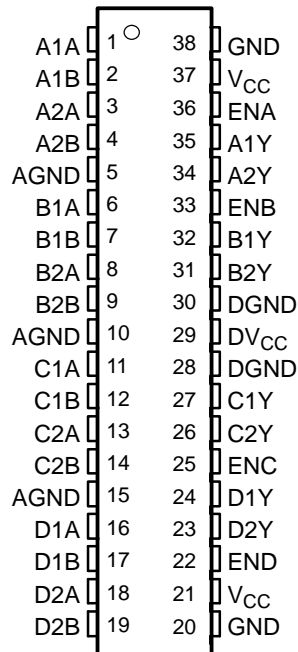 A1A 1 38 GND
A1B 2 37 VCC
A2A 3 36 ENA
A2B 4 35 A1Y
AGND 5 34 A2Y
B1A 6 33 ENB
B1B 7 32 B1Y
B2A 8 31 B2Y
B2B 9 30 DGND
AGND 10 29 DVCC
C1A 11 28 DGND
C1B 12 27 C1Y
C2A 13 26 C2Y
C2B 14 25 ENC
AGND 15 24 D1Y
D1A 16 23 D2Y
D1B 17 22 END
D2A 18 21 VCC
D2B 19 20 GND